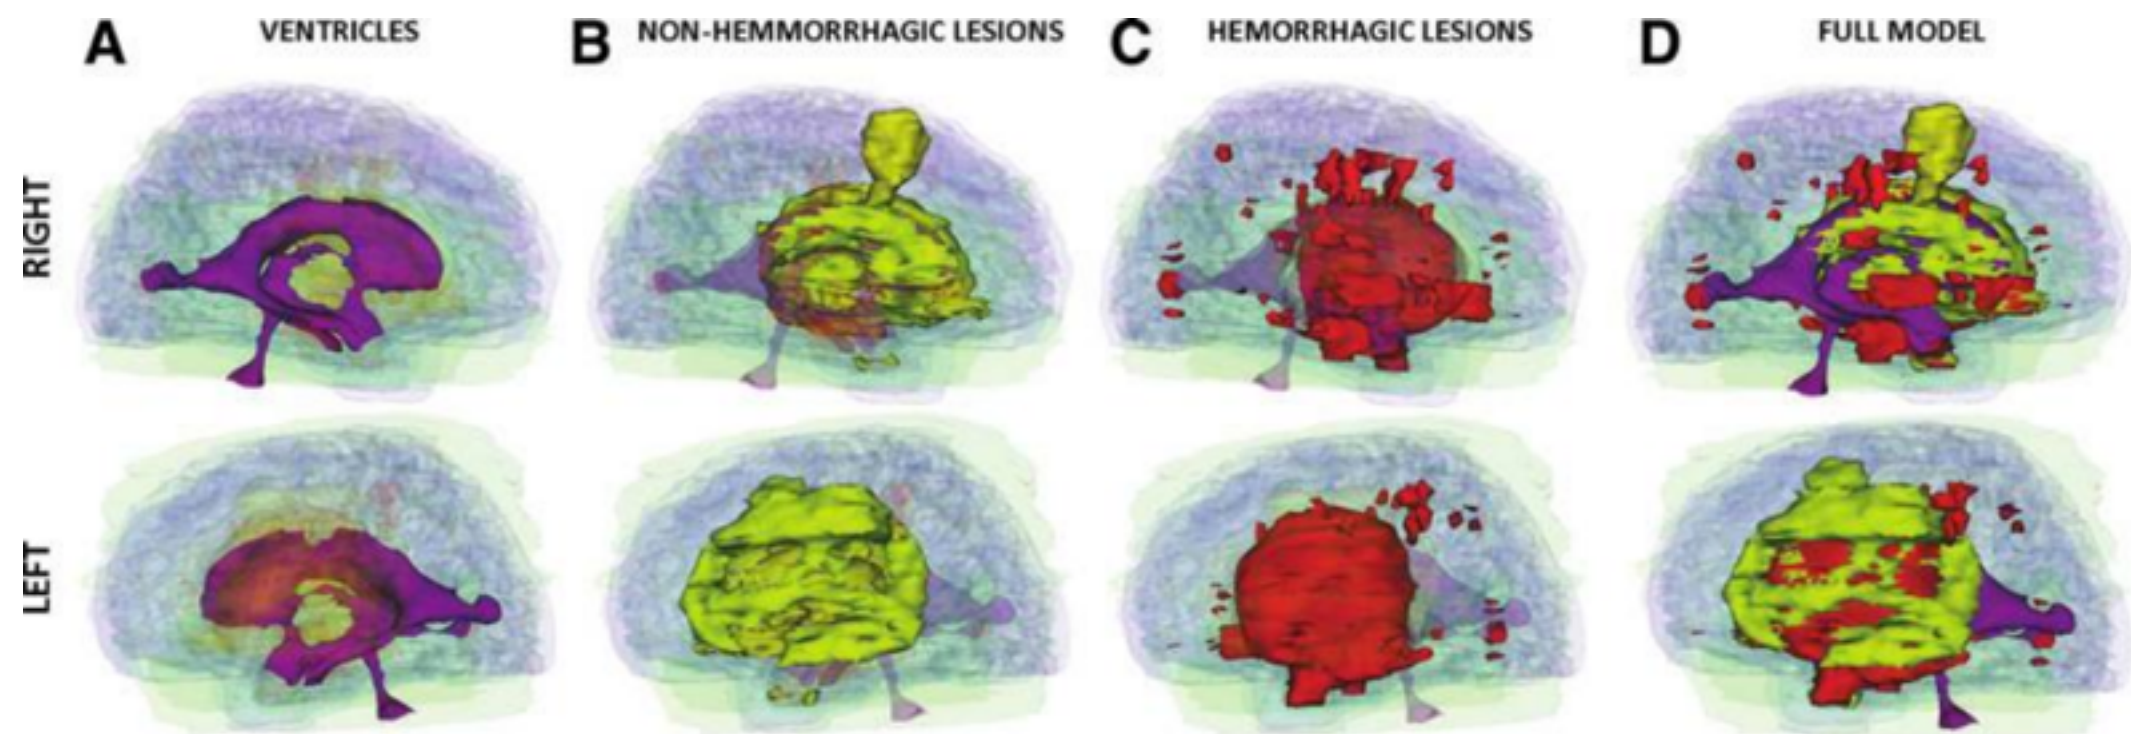 A VENTRICLES
B NON-HEMMORRHAGIC LESIONS
C HEMORRHAGIC LESIONS
D FULL MODEL
RIGHT
LEFT